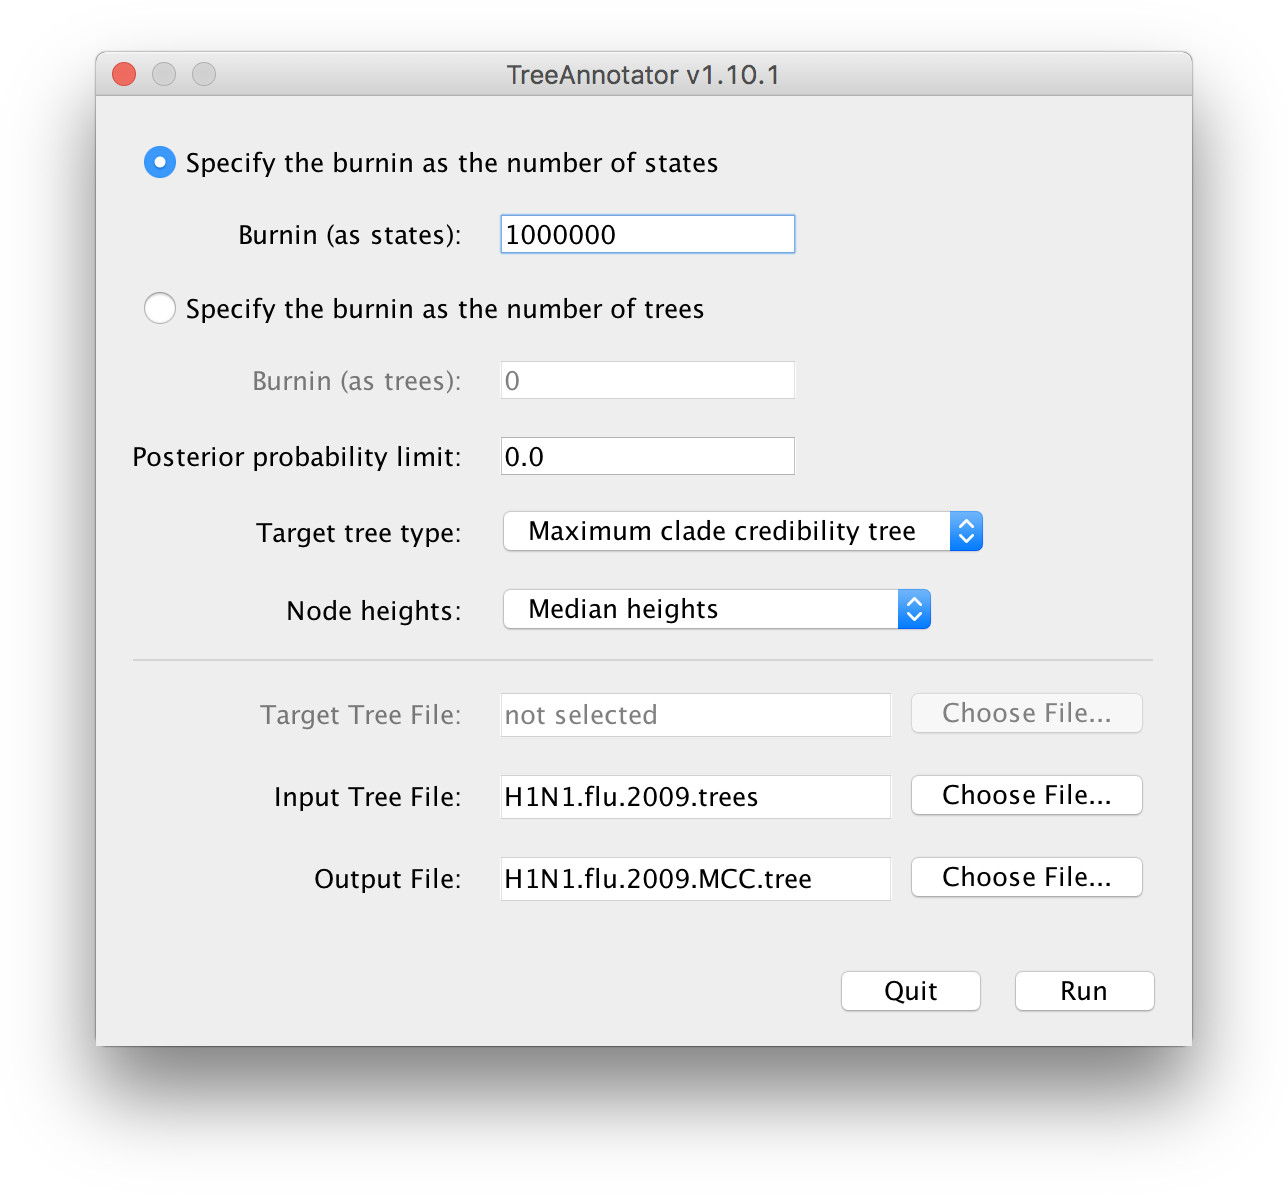 TreeAnnotator v1.10.1
Specify the burnin as the number of states
Burnin (as states): 1000000
Specify the burnin as the number of trees
Burnin (as trees): 0
Posterior probability limit: 0.0
Target tree type: Maximum clade credibility tree
Node heights: Median heights
Target Tree File: not selected Choose File...
Input Tree File: H1N1.flu.2009.trees Choose File...
Output File: H1N1.flu.2009.MCC.tree Choose File...
Quit Run